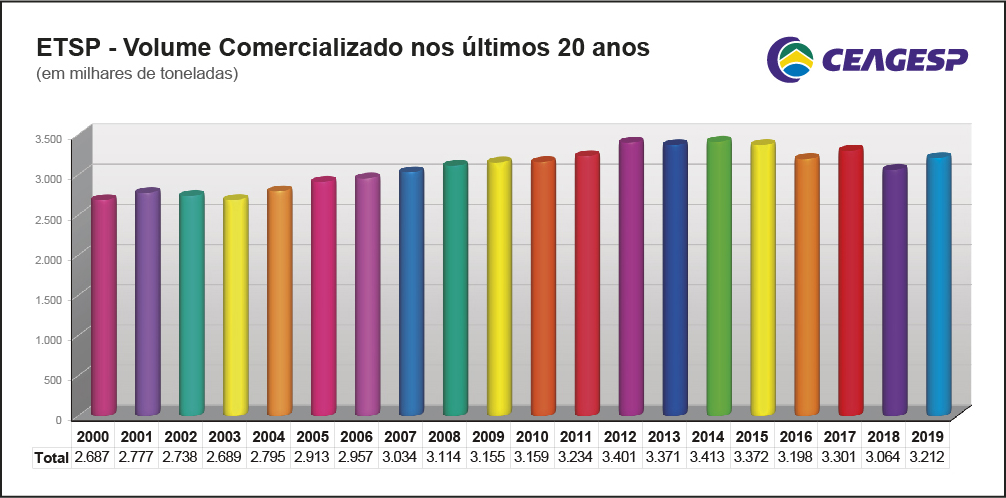 ETSP - Volume Comercializado nos últimos 20 anos
(em milhares de toneladas)
CEAGESP
3.500
3.000
2.500
2.000
1.500
1.000
500
0
2000 2001 2002 2003 2004 2005 2006 2007 2008 2009 2010 2011 2012 2013 2014 2015 2016 2017 2018 2019
Total 2.687 2.777 2.738 2.689 2.795 2.913 2.957 3.034 3.114 3.155 3.159 3.234 3.401 3.371 3.413 3.372 3.198 3.301 3.064 3.212